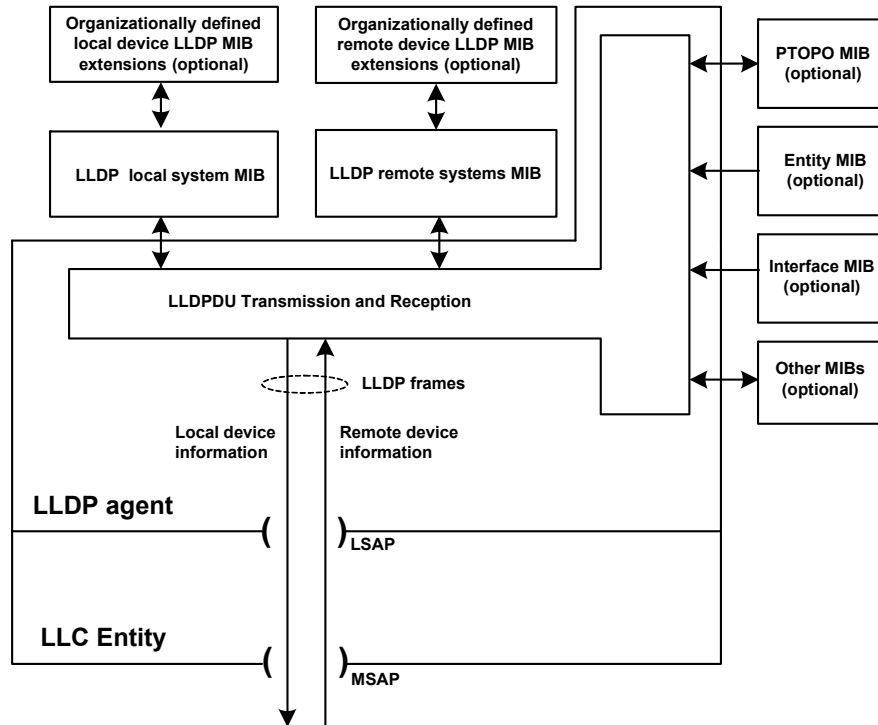 Organizationally defined
local device LLDP MIB
extensions (optional)
Organizationally defined
remote device LLDP MIB
extensions (optional)
PTOPO MIB
(optional)
LLDP local system MIB
LLDP remote systems MIB
Entity MIB
(optional)
Interface MIB
(optional)
LLDPDU Transmission and Reception
Other MIBs
(optional)
LLDP frames
Local device
information
Remote device
information
LLDP agent
( )
LSAP
LLC Entity
( )
MSAP